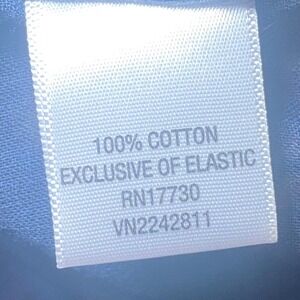 100% COTTON
EXCLUSIVE OF ELASTIC
RN17730
VN2242811